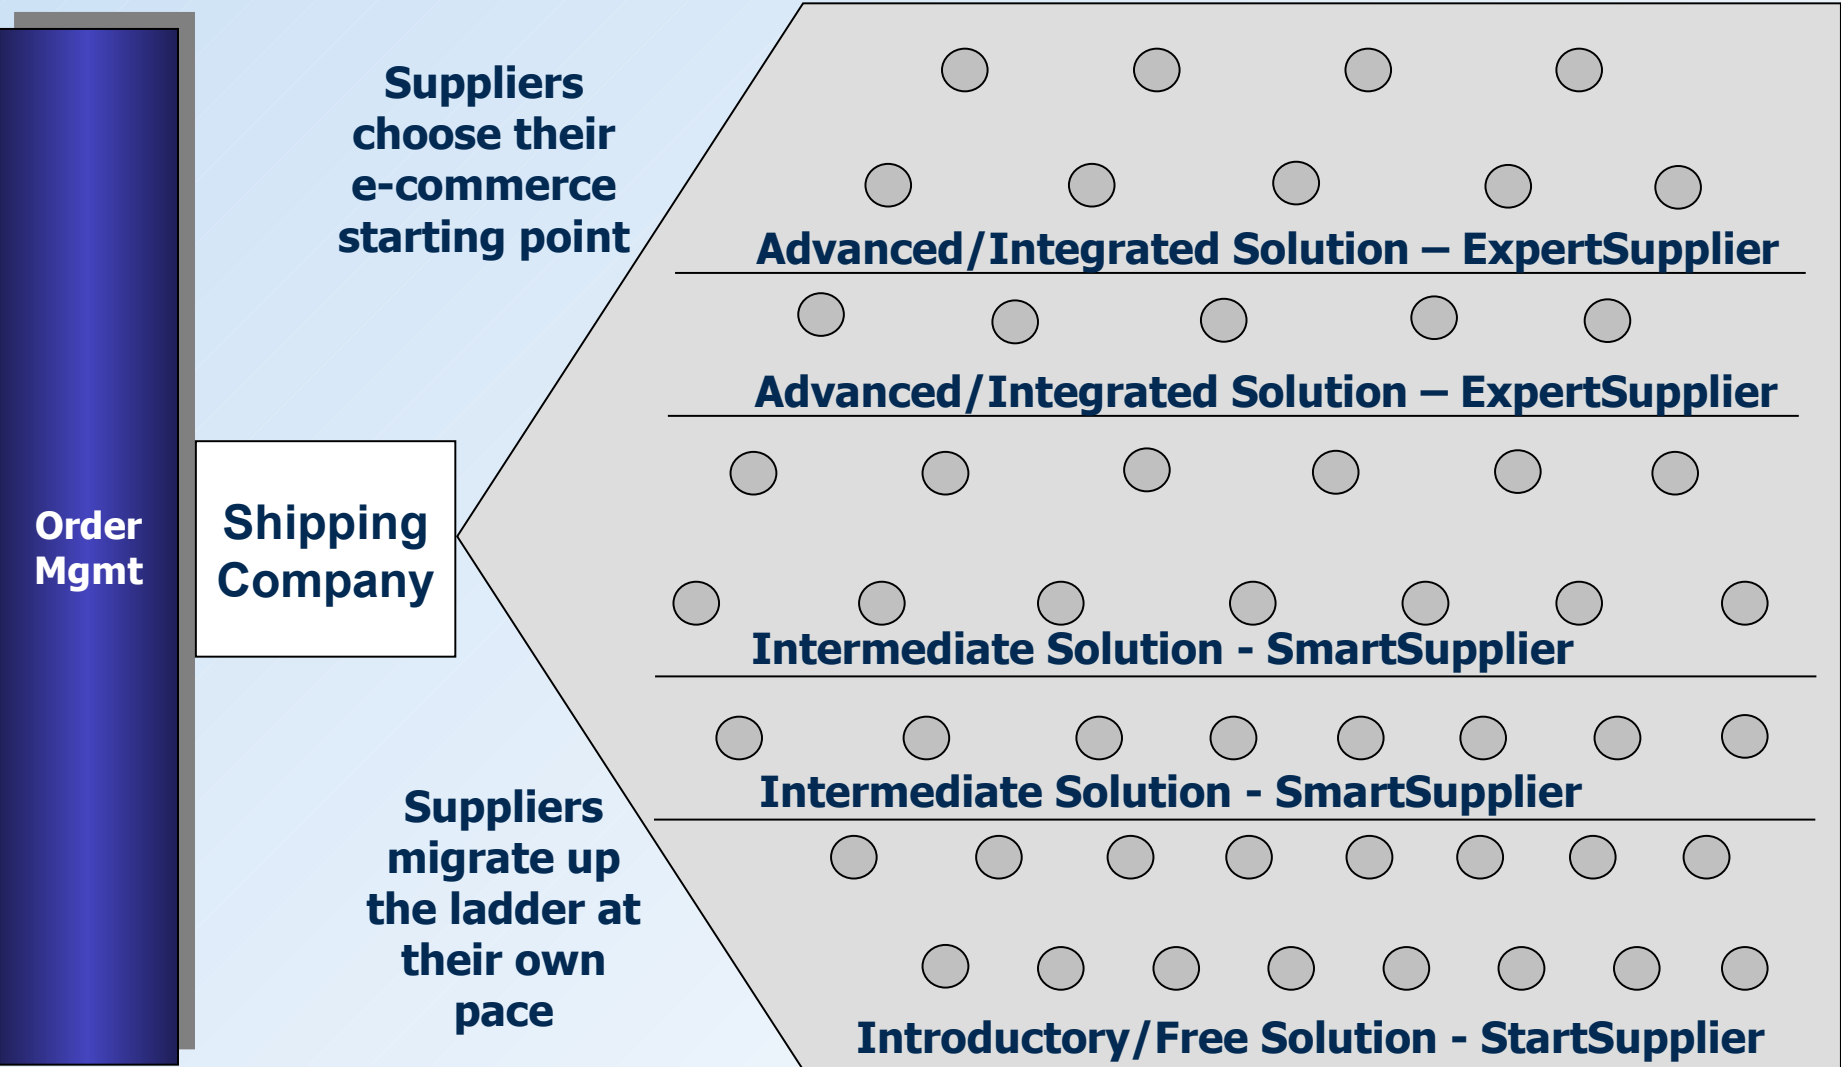 Order
Mgmt
Shipping
Company
Suppliers
choose their
e-commerce
starting point
Suppliers
migrate up
the ladder at
their own
pace
Advanced/Integrated Solution – ExpertSupplier
Advanced/Integrated Solution – ExpertSupplier
Intermediate Solution - SmartSupplier
Intermediate Solution - SmartSupplier
Introductory/Free Solution - StartSupplier